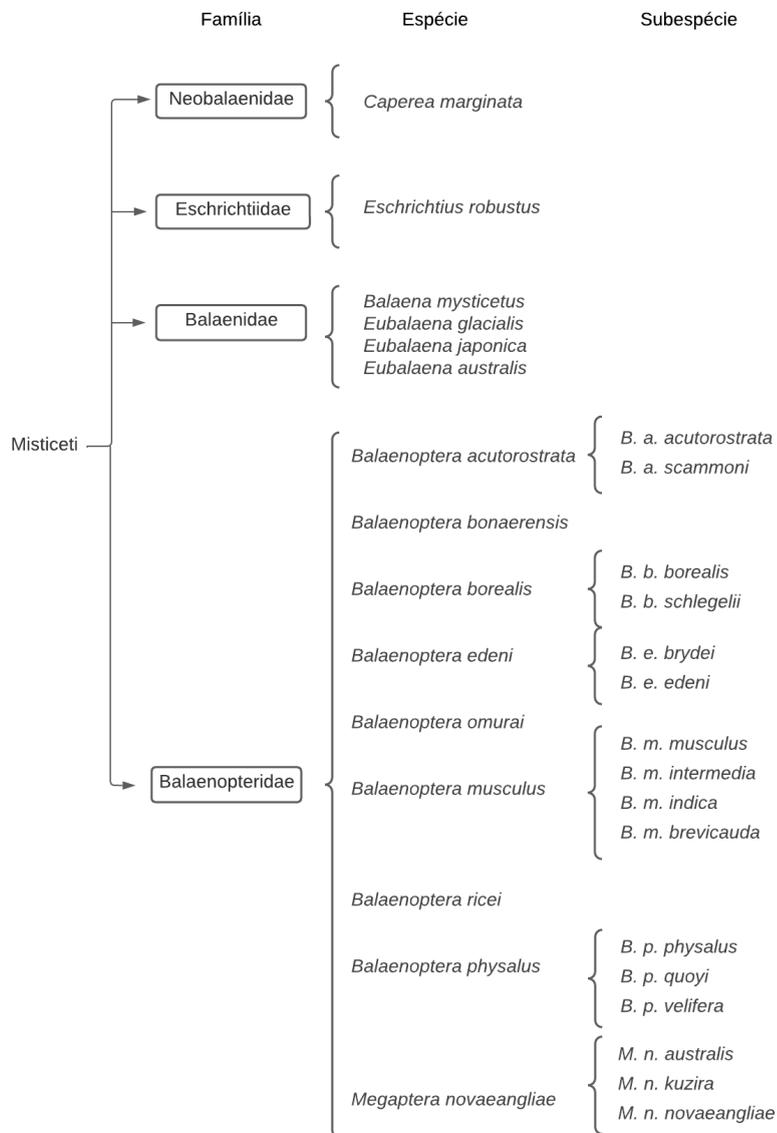 Família Espécie Subespécie
Neobalaenidae Caperea marginata
Eschrichtiidae Eschrichtius robustus
Balaenidae
Balaena mysticetus
Eubalaena glacialis
Eubalaena japonica
Eubalaena australis
Misticeti
Balaenopteridae
Balaenoptera acutorostrata
B. a. acutorostrata
B. a. scammoni
Balaenoptera bonaerensis
Balaenoptera borealis
B. b. borealis
B. b. schlegelii
Balaenoptera edeni
B. e. brydei
B. e. edeni
Balaenoptera omurai
Balaenoptera musculus
B. m. musculus
B. m. intermedia
B. m. indica
B. m. brevicauda
Balaenoptera ricei
Balaenoptera physalus
B. p. physalus
B. p. quoyi
B. p. velifera
Megaptera novaeangliae
M. n. australis
M. n. kuzira
M. n. novaeangliae